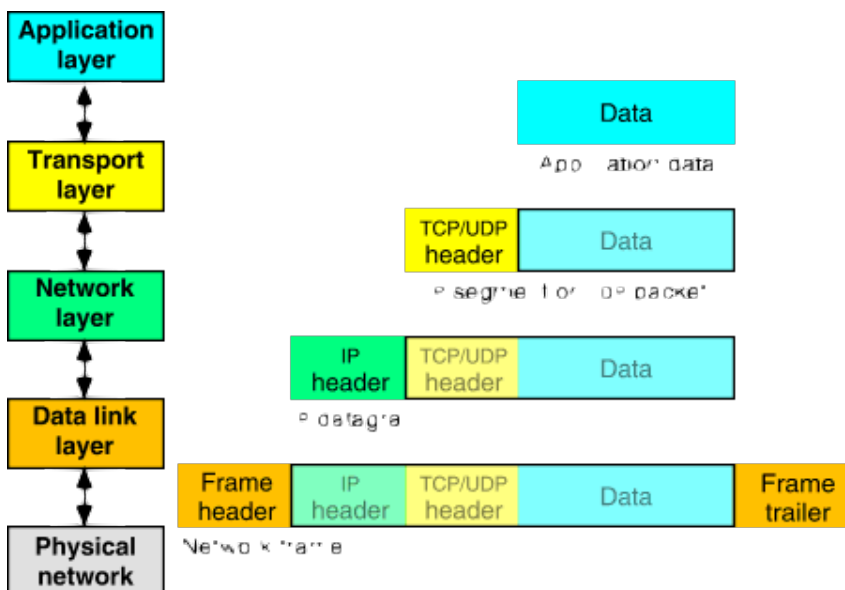 Application
layer
Data
Transport
layer
data
TCP/UDP
header
Data
Network
layer
IP
header
TCP/UDP
header
Data
Data link
layer
Frame
header
IP
header
TCP/UDP
header
Data
Frame
trailer
Physical
network